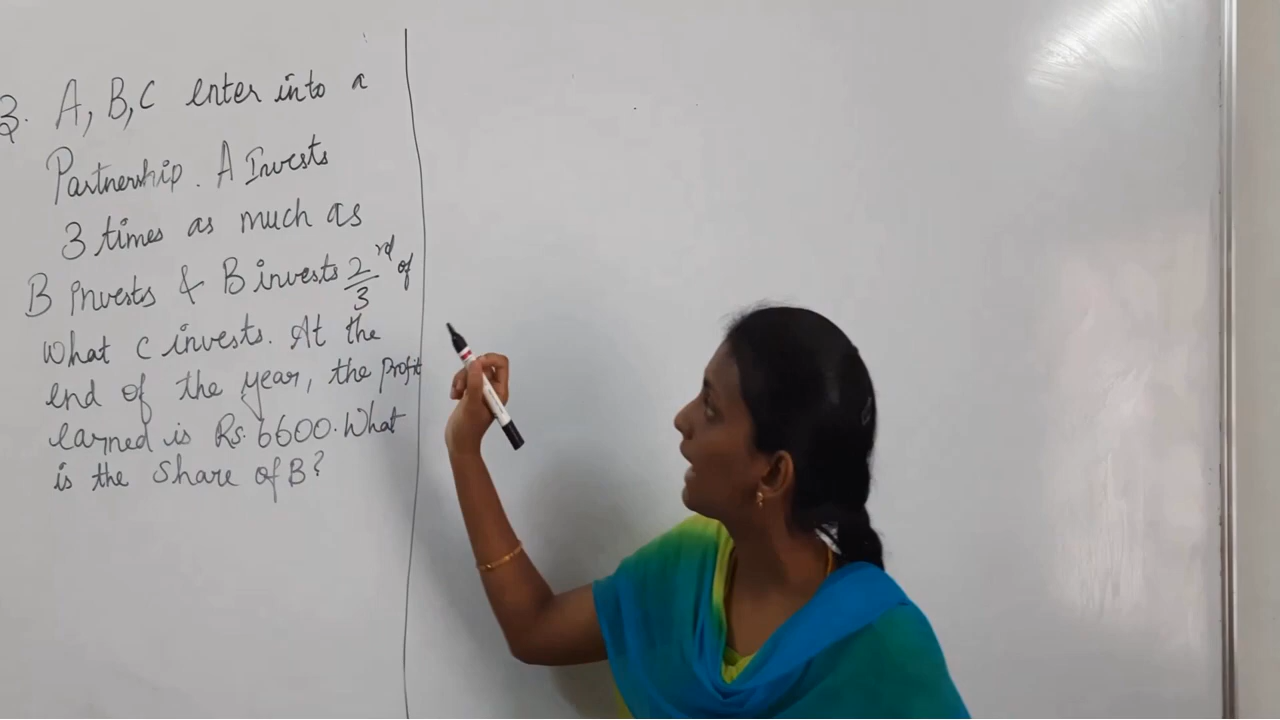 3. A, B, C enter into a
Partnership. A Invests
3 times as much as
B invests & B invests 2/3 rd of
what C invests. At the
end of the year, the profit
earned is Rs. 6600. What
is the share of B?